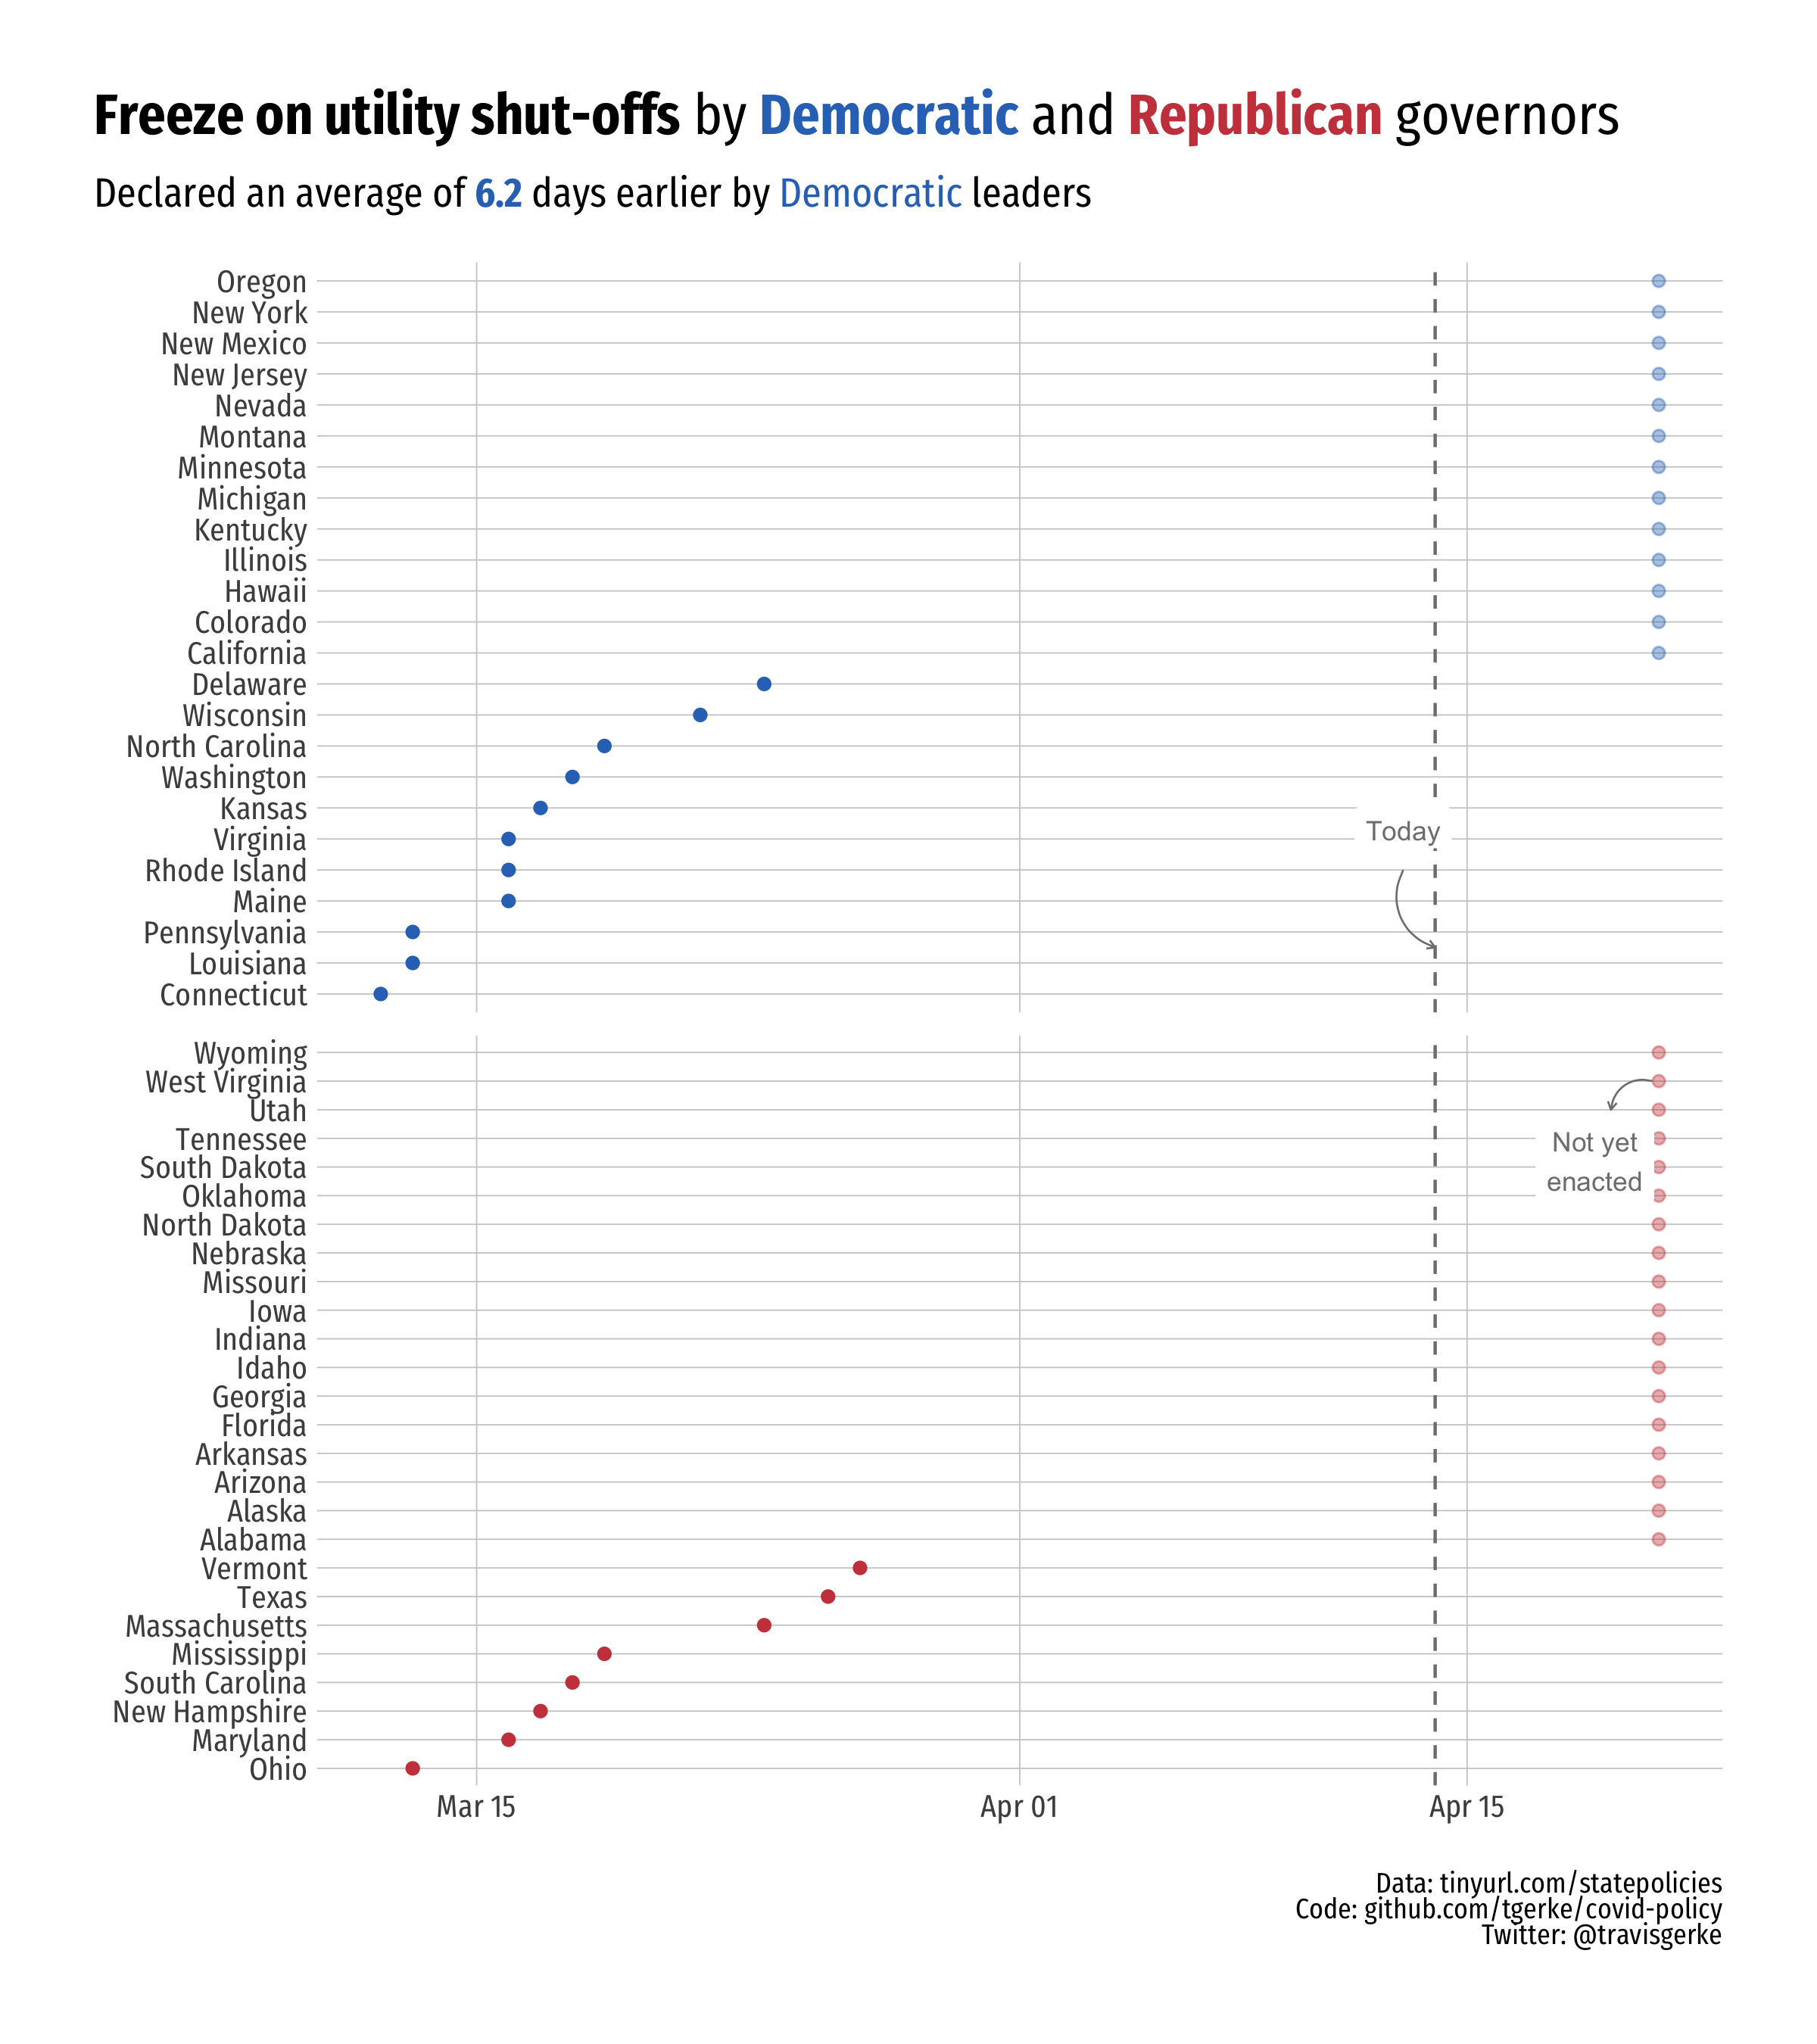 Freeze on utility shut-offs by Democratic and Republican governors
Declared an average of 6.2 days earlier by Democratic leaders
Oregon
New York
New Mexico
New Jersey
Nevada
Montana
Minnesota
Michigan
Kentucky
Illinois
Hawaii
Colorado
California
Delaware
Wisconsin
North Carolina
Washington
Kansas
Virginia
Today
Rhode Island
Maine
Pennsylvania
Louisiana
Connecticut
Wyoming
West Virginia
Utah
Tennessee
Not yet
enacted
South Dakota
Oklahoma
North Dakota
Nebraska
Missouri
Iowa
Indiana
Idaho
Georgia
Florida
Arkansas
Arizona
Alaska
Alabama
Vermont
Texas
Massachusetts
Mississippi
South Carolina
New Hampshire
Maryland
Ohio
Mar 15
Apr 01
Apr 15
Data: tinyurl.com/statepolicies
Code: github.com/tgerke/covid-policy
Twitter: @travisgerke